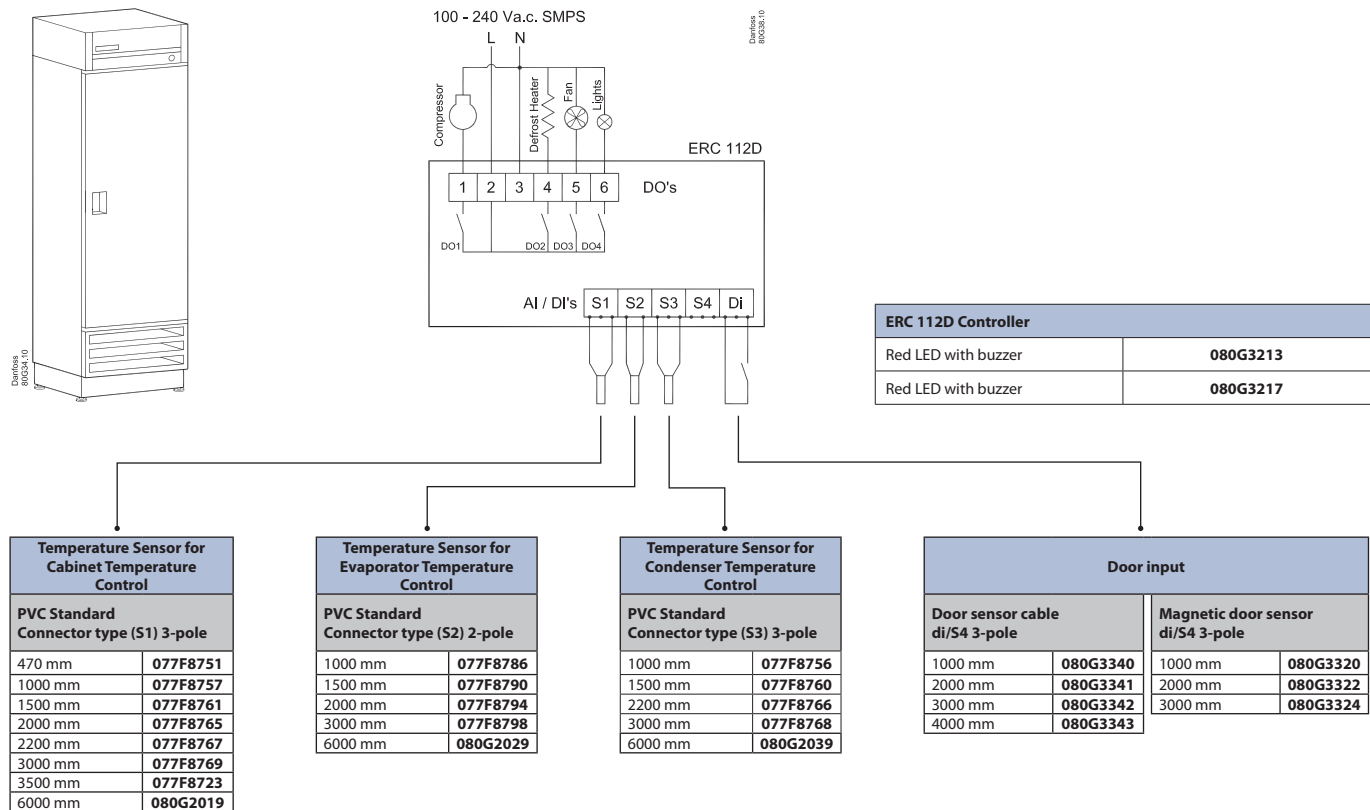 100 - 240 Va.c. SMPS
L N
Danfoss
80G38.10
Compressor
Defrost Heater
Fan
Lights
ERC 112D
1 2 3 4 5 6 DO's
DO1 DO2 DO3 DO4
AI / DI's S1 S2 S3 S4 Di
Danfoss
80G34.10
ERC 112D Controller
Red LED with buzzer 080G3213
Red LED with buzzer 080G3217
Temperature Sensor for
Cabinet Temperature
Control
PVC Standard
Connector type (S1) 3-pole
470 mm 077F8751
1000 mm 077F8757
1500 mm 077F8761
2000 mm 077F8765
2200 mm 077F8767
3000 mm 077F8769
3500 mm 077F8723
6000 mm 080G2019
Temperature Sensor for
Evaporator Temperature
Control
PVC Standard
Connector type (S2) 2-pole
1000 mm 077F8786
1500 mm 077F8790
2000 mm 077F8794
3000 mm 077F8798
6000 mm 080G2029
Temperature Sensor for
Condenser Temperature
Control
PVC Standard
Connector type (S3) 3-pole
1000 mm 077F8756
1500 mm 077F8760
2200 mm 077F8766
3000 mm 077F8768
6000 mm 080G2039
Door input
Door sensor cable
di/S4 3-pole
1000 mm 080G3340
2000 mm 080G3341
3000 mm 080G3342
4000 mm 080G3343
Magnetic door sensor
di/S4 3-pole
1000 mm 080G3320
2000 mm 080G3322
3000 mm 080G3324